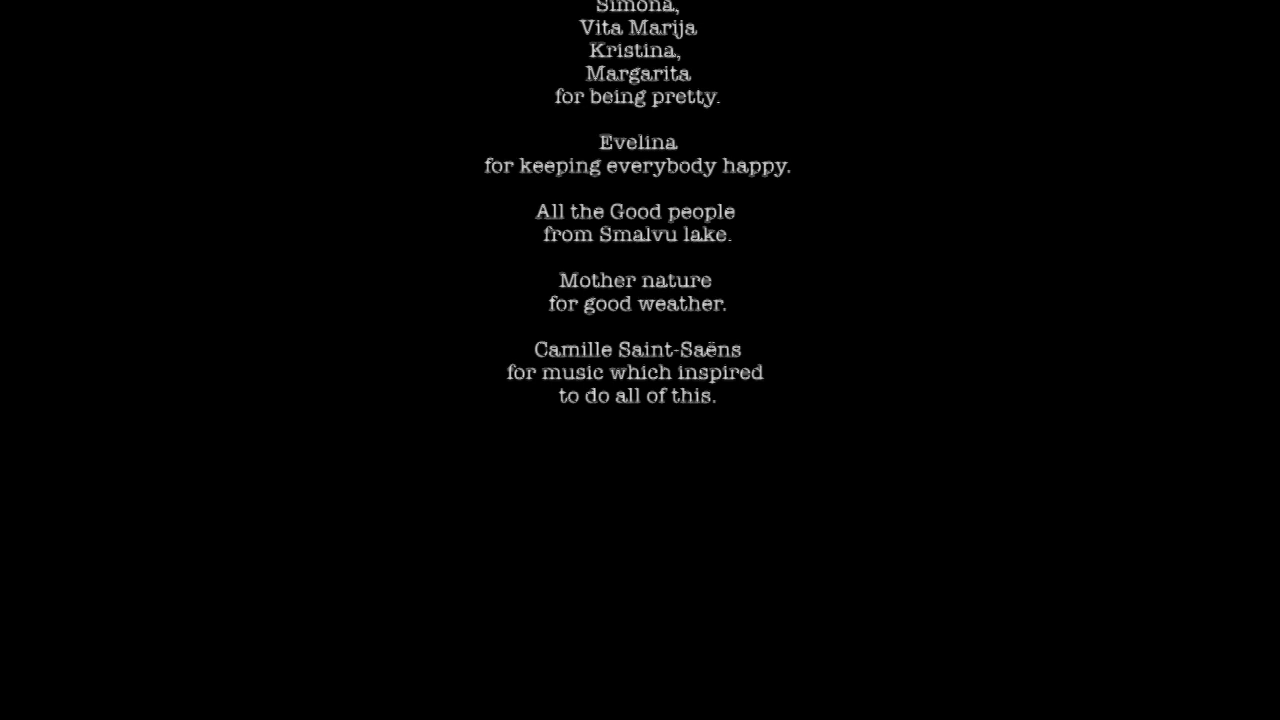 Simona,
Vita Marija
Kristina,
Margarita
for being pretty.
Evelina
for keeping everybody happy.
All the Good people
from Smalvu lake.
Mother nature
for good weather.
Camille Saint-Saëns
for music which inspired
to do all of this.